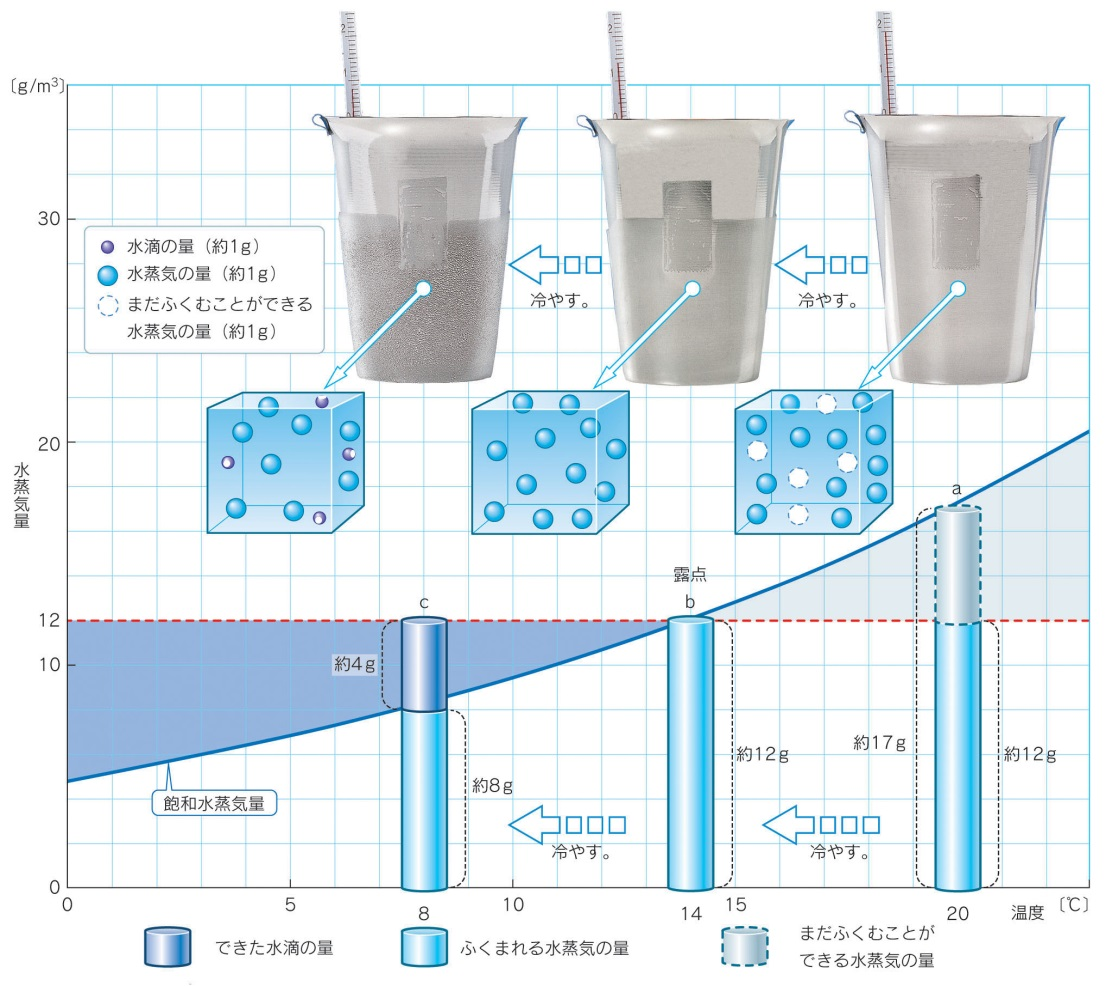 〔g/m³〕
30
20
12
10
0
水蒸気量
水滴の量（約1g）
水蒸気の量（約1g）
まだふくむことができる
水蒸気の量（約1g）
冷やす。
冷やす。
a
露点
b
c
約4g
約8g
約12g
約17g
約12g
飽和水蒸気量
冷やす。
冷やす。
0
5
8
10
14
15
20
温度〔℃〕
できた水滴の量
ふくまれる水蒸気の量
まだふくむことが
できる水蒸気の量